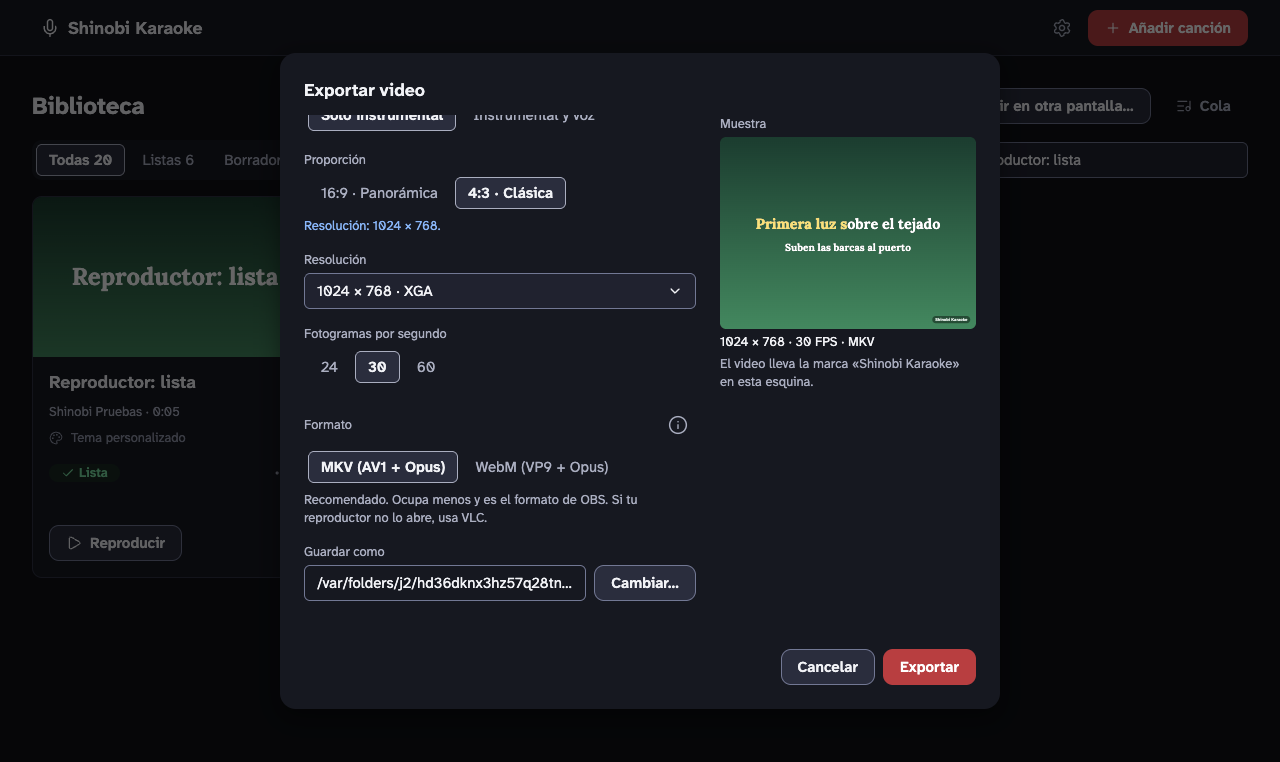 Shinobi Karaoke
Añadir canción
Biblioteca
ir en otra pantalla...
Cola
Todas 20
Listas 6
Borrador
ductor: lista
Reproductor: lista
Reproductor: lista
Shinobi Pruebas · 0:05
Tema personalizado
Lista
Reproducir
Exportar video
Solo instrumental
Instrumental y voz
Proporción
16:9 · Panorámica
4:3 · Clásica
Resolución: 1024 × 768.
Resolución
1024 × 768 · XGA
Fotogramas por segundo
24
30
60
Formato
MKV (AV1 + Opus)
WebM (VP9 + Opus)
Recomendado. Ocupa menos y es el formato de OBS. Si tu
reproductor no lo abre, usa VLC.
Guardar como
/var/folders/j2/hd36dknx3hz57q28tn...
Cambiar...
Muestra
Primera luz sobre el tejado
Suben las barcas al puerto
Shinobi Karaoke
1024 × 768 · 30 FPS · MKV
El video lleva la marca «Shinobi Karaoke»
en esta esquina.
Cancelar
Exportar